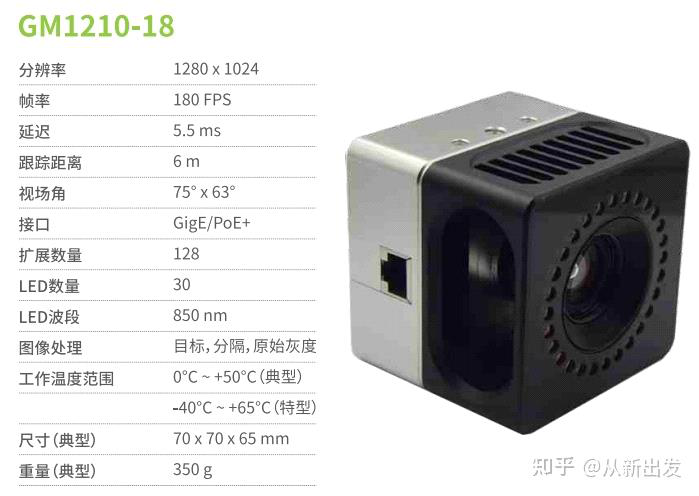 GM1210-18
分辨率 1280 x 1024
帧率 180 FPS
延迟 5.5 ms
跟踪距离 6 m
视场角 75° x 63°
接口 GigE/PoE+
扩展数量 128
LED数量 30
LED波段 850 nm
图像处理 目标,分隔,原始灰度
工作温度范围 0°C ~ +50°C(典型)
-40°C ~ +65°C(特型)
尺寸(典型) 70 x 70 x 65 mm
重量(典型) 350 g
知乎 @从新出发